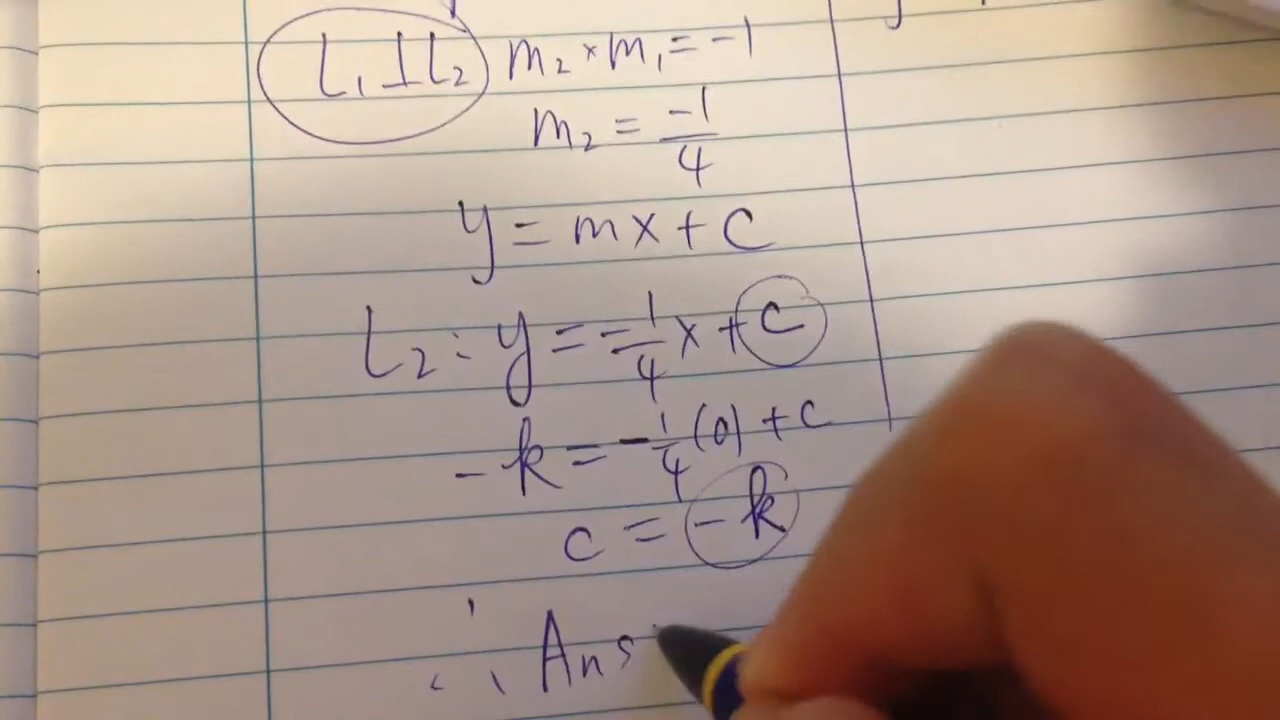 L₁⊥L₂ m₂×m₁=-1
m₂ = -1/4
y = mx+c
L₂: y = -1/4 x + c
-k = -1/4 (0) + c
c = -k
∴ Ans